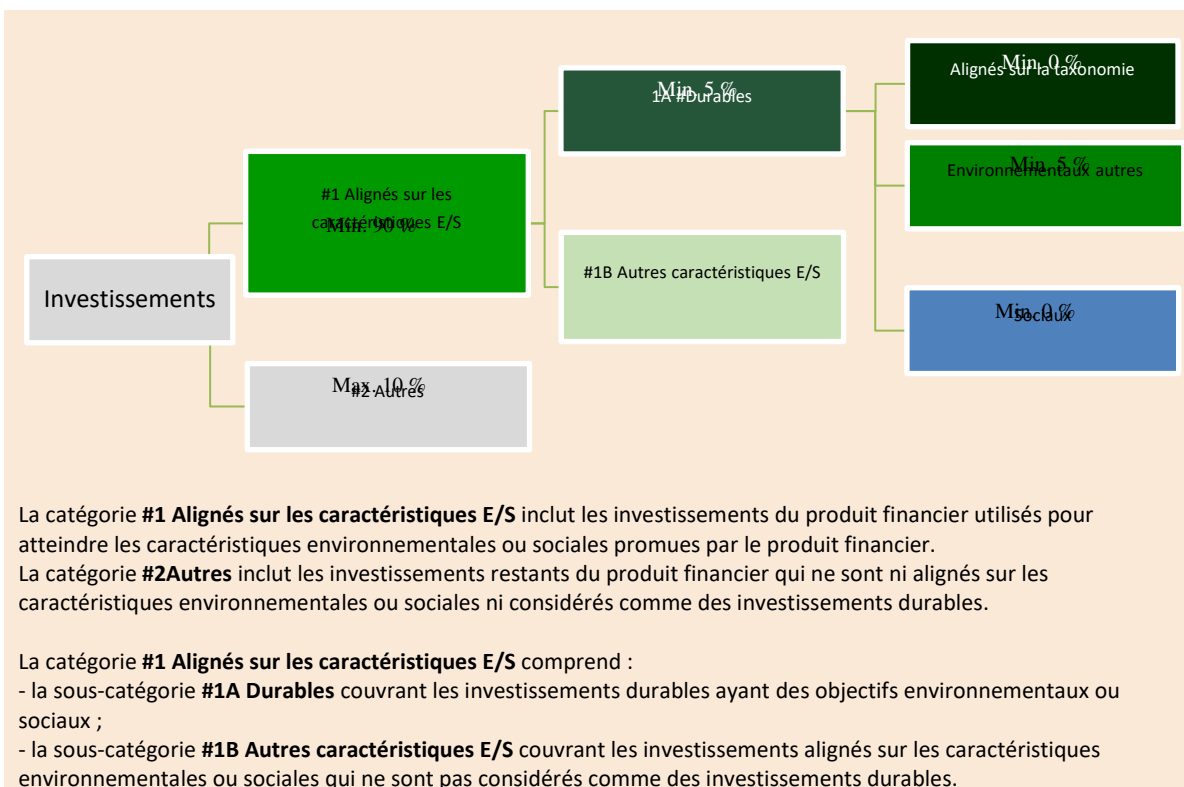 Min. 0 %
Alignés sur la taxonomie
Min. 5 %
1A #Durables
Min. 5 %
Environnementaux autres
#1 Alignés sur les
caractéristiques E/S
Min. 90 %
#1B Autres caractéristiques E/S
Investissements
Min. 0 %
Sociaux
Max. 10 %
#2 Autres
La catégorie #1 Alignés sur les caractéristiques E/S inclut les investissements du produit financier utilisés pour
atteindre les caractéristiques environnementales ou sociales promues par le produit financier.
La catégorie #2Autres inclut les investissements restants du produit financier qui ne sont ni alignés sur les
caractéristiques environnementales ou sociales ni considérés comme des investissements durables.
La catégorie #1 Alignés sur les caractéristiques E/S comprend :
- la sous-catégorie #1A Durables couvrant les investissements durables ayant des objectifs environnementaux ou
sociaux ;
- la sous-catégorie #1B Autres caractéristiques E/S couvrant les investissements alignés sur les caractéristiques
environnementales ou sociales qui ne sont pas considérés comme des investissements durables.